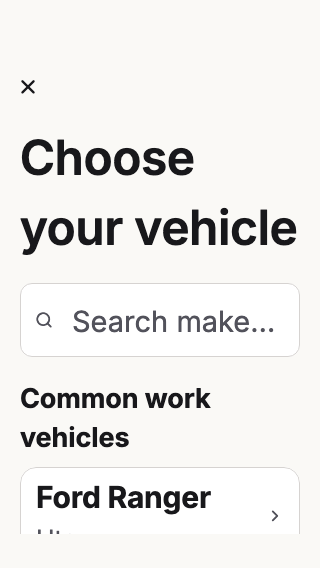 Choose
your vehicle
Search make...
Common work
vehicles
Ford Ranger